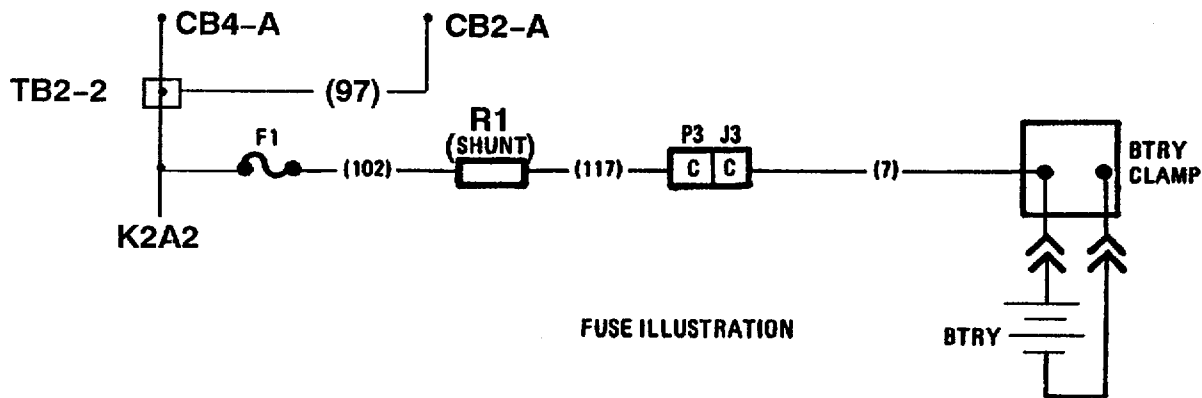 CB4-A
CB2-A
TB2-2
(97)
F1
R1
(SHUNT)
P3 J3
(102)
(117)
C C
(7)
BTRY
CLAMP
K2A2
FUSE ILLUSTRATION
BTRY